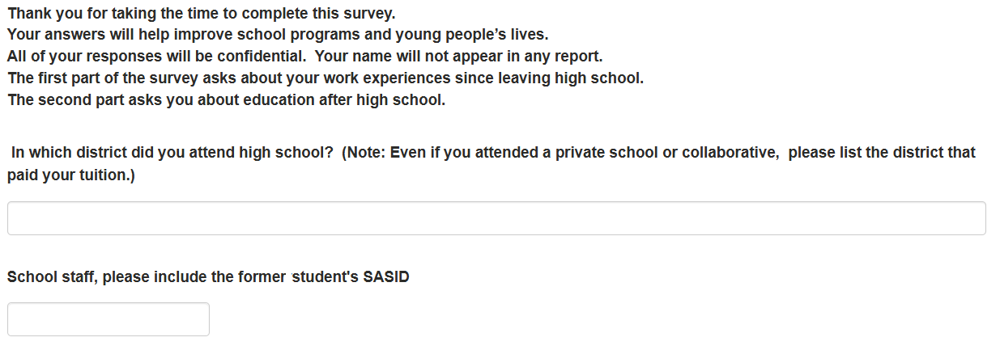 Thank you for taking the time to complete this survey.
Your answers will help improve school programs and young people’s lives.
All of your responses will be confidential.  Your name will not appear in any report.
The first part of the survey asks about your work experiences since leaving high school.
The second part asks you about education after high school.
In which district did you attend high school?  (Note: Even if you attended a private school or collaborative,  please list the district that
paid your tuition.)
School staff, please include the former student's SASID